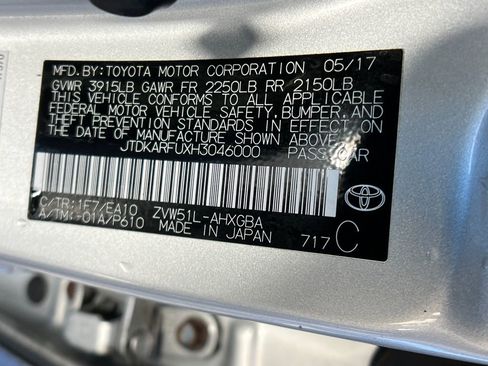 MFD.BY:TOYOTA MOTOR CORPORATION 05/17
GVWR 3915LB GAWR FR 2250LB RR 2150LB
THIS VEHICLE CONFORMS TO ALL APPLICABLE
FEDERAL MOTOR VEHICLE SAFETY, BUMPER, AND
THEFT PREVENTION STANDARDS IN EFFECT ON
THE DATE OF MANUFACTURE SHOWN ABOVE.
JTDKARFUXH3046000 PASS.CAR
C/TR:1F7/EA10 ZVW51L-AHXGBA
A/TM:-01A/P610 MADE IN JAPAN 717 C